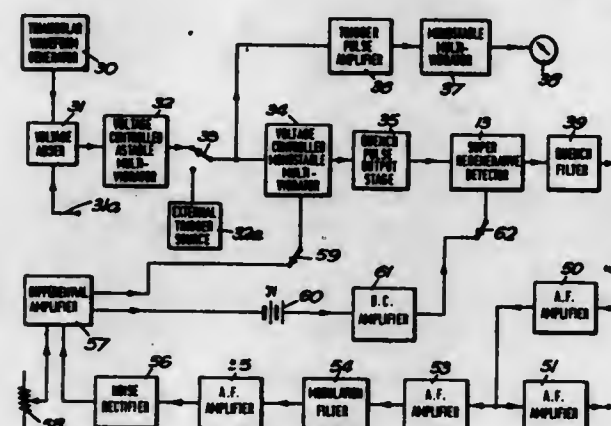 TRIANGULAR
WAVEFORM
GENERATOR
30
31
VOLTAGE
ADDER
31a
32
VOLTAGE
CONTROLLED
ASTABLE
MULTI-
VIBRATOR
33
EXTERNAL
TRIGGER
SOURCE
32a
TRIGGER
PULSE
AMPLIFIER
36
MONOSTABLE
MULTI-
VIBRATOR
37
38
34
VOLTAGE
CONTROLLED
MONOSTABLE
MULTI-
VIBRATOR
35
QUENCH
PULSE
OUTPUT
STAGE
13
SUPER
REGENERATIVE
DETECTOR
39
QUENCH
FILTER
59
62
DIFFERENTIAL
AMPLIFIER
57
3V
60
61
D.C.
AMPLIFIER
50
A.F.
AMPLIFIER
58
56
NOISE
RECTIFIER
55
A.F.
AMPLIFIER
54
MODULATION
FILTER
53
A.F.
AMPLIFIER
51
A.F.
AMPLIFIER